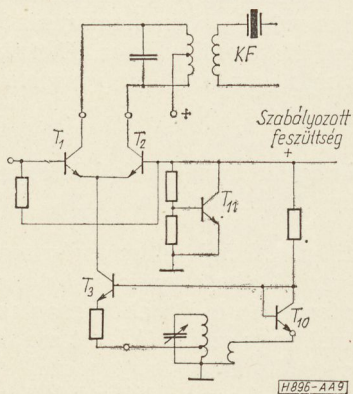 KF
+
T1
T2
Szabályozott
feszültség
+
T11
T3
T10
H896-AA9